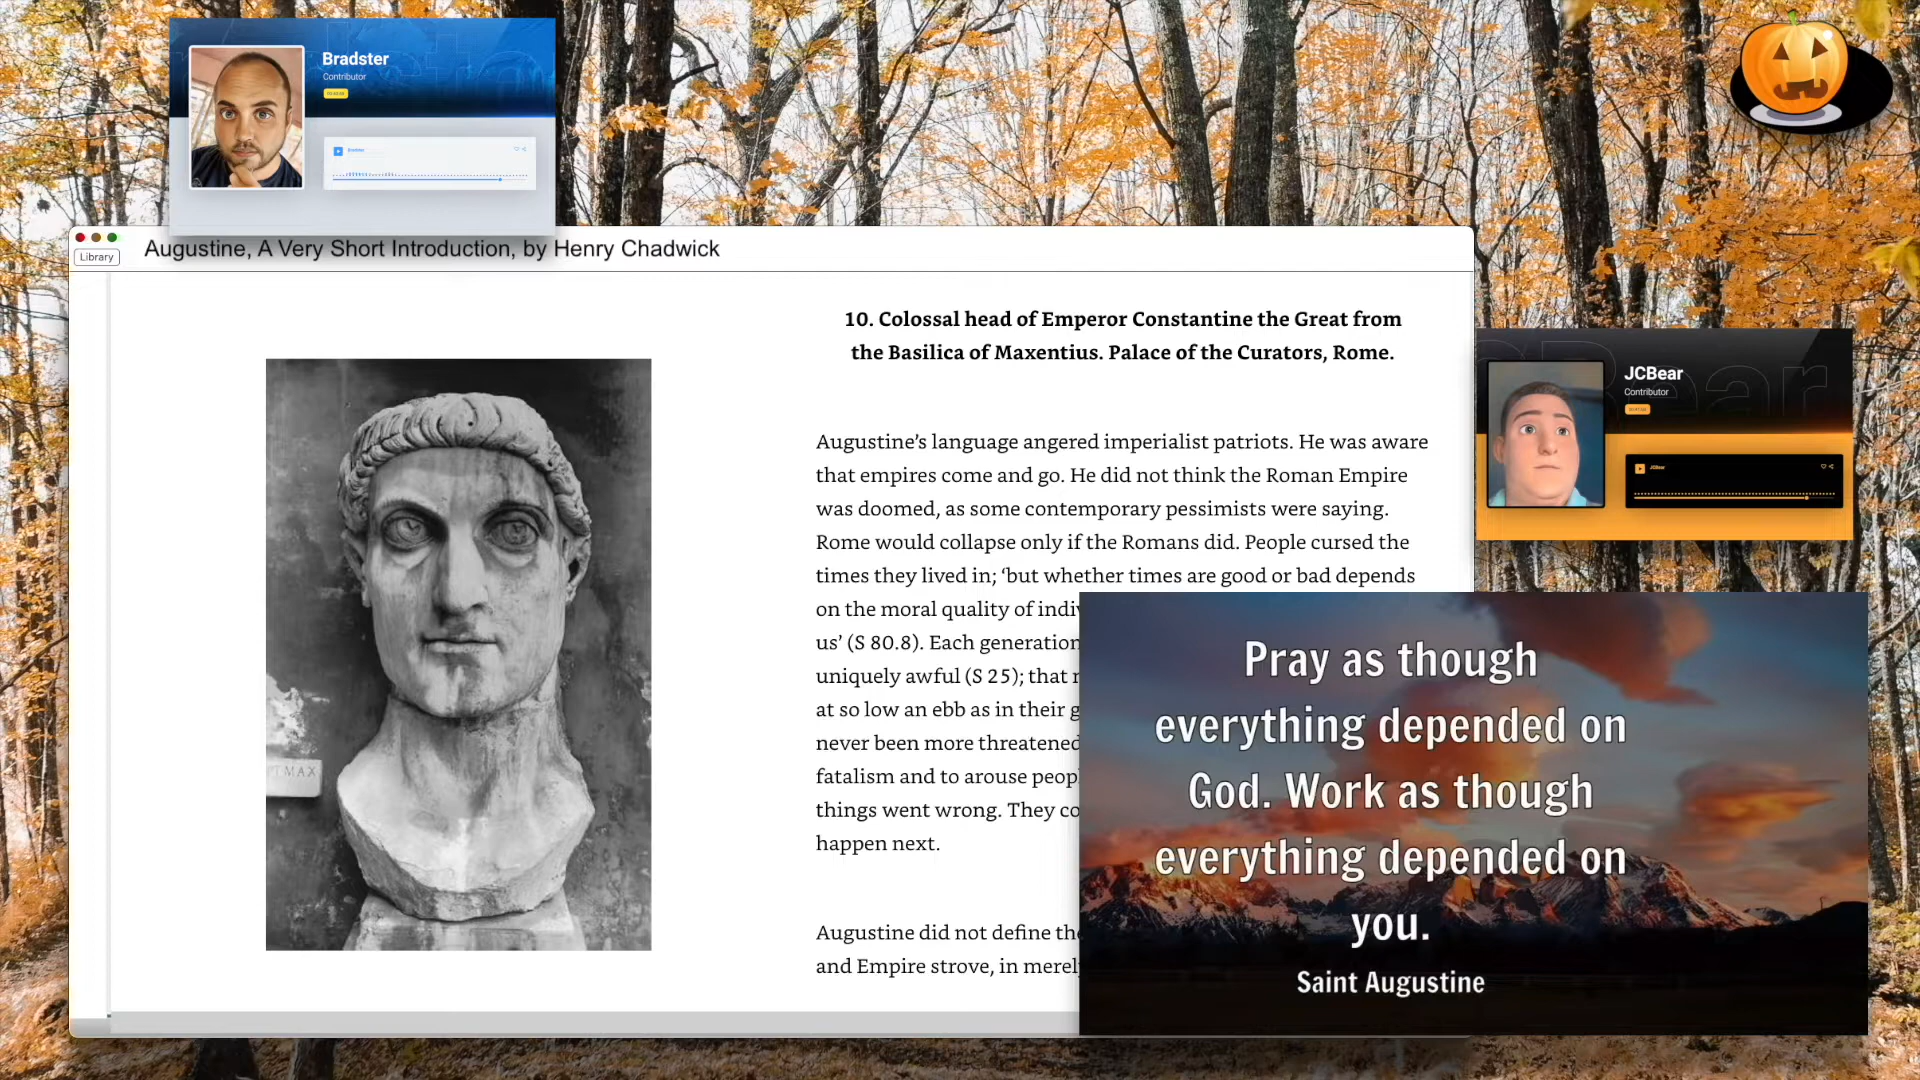 Bradster
Contributor
Bradster
Library
Augustine, A Very Short Introduction, by Henry Chadwick
10. Colossal head of Emperor Constantine the Great from
the Basilica of Maxentius. Palace of the Curators, Rome.
JCBear
Contributor
JCBear
Augustine’s language angered imperialist patriots. He was aware
that empires come and go. He did not think the Roman Empire
was doomed, as some contemporary pessimists were saying.
Rome would collapse only if the Romans did. People cursed the
times they lived in; ‘but whether times are good or bad depends
on the moral quality of
us’ (S 80.8). Each generation
uniquely awful (S 25); that
at so low an ebb as in their
never been more threatened
fatalism and to arouse
things went wrong. They
happen next.
Augustine did not define
and Empire strove, in
MAX
Pray as though
everything depended on
God. Work as though
everything depended on
you.
Saint Augustine